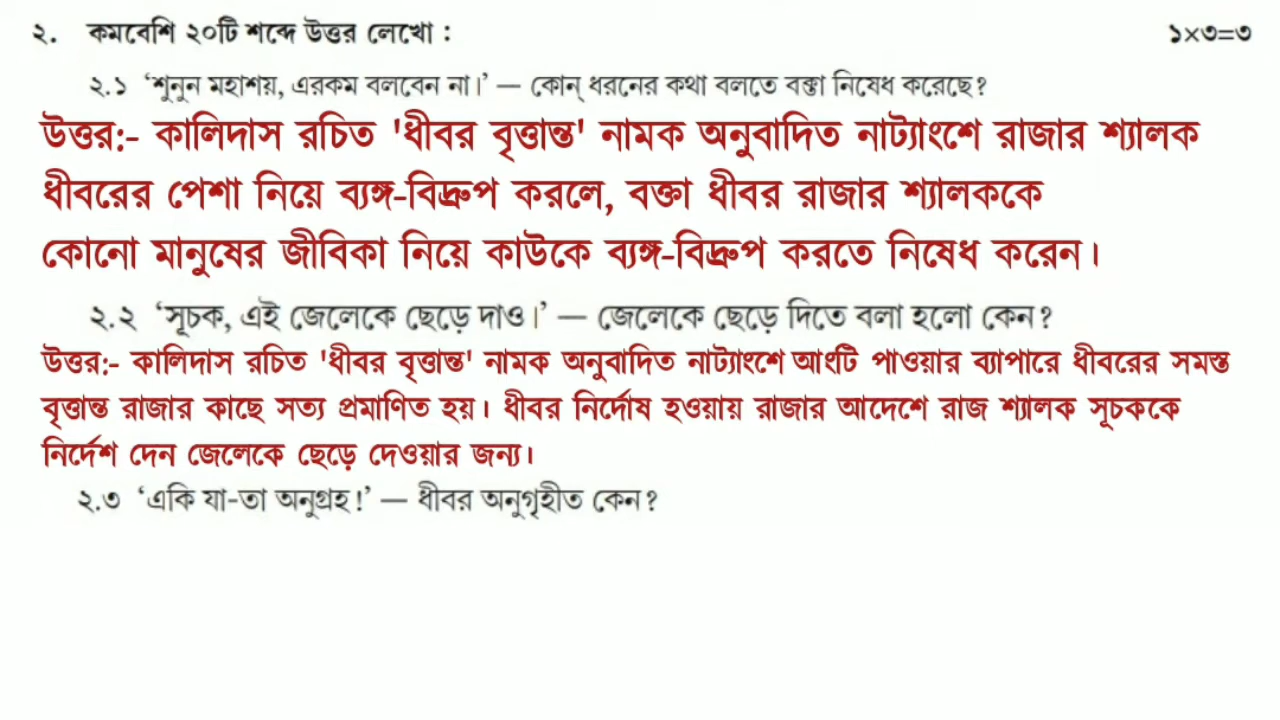 ২. কমবেশি ২০টি শব্দে উত্তর লেখো : ১×৩=৩
২.১ ‘শুনুন মহাশয়, এরকম বলবেন না।’ — কোন্ ধরনের কথা বলতে বক্তা নিষেধ করেছে?
উত্তর:- কালিদাস রচিত 'ধীবর বৃত্তান্ত' নামক অনুবাদিত নাট্যাংশে রাজার শ্যালক
ধীবরের পেশা নিয়ে ব্যঙ্গ-বিদ্রুপ করলে, বক্তা ধীবর রাজার শ্যালককে
কোনো মানুষের জীবিকা নিয়ে কাউকে ব্যঙ্গ-বিদ্রুপ করতে নিষেধ করেন।
২.২ ‘সূচক, এই জেলেকে ছেড়ে দাও।’ — জেলেকে ছেড়ে দিতে বলা হলো কেন?
উত্তর:- কালিদাস রচিত 'ধীবর বৃত্তান্ত' নামক অনুবাদিত নাট্যাংশে আংটি পাওয়ার ব্যাপারে ধীবরের সমস্ত
বৃত্তান্ত রাজার কাছে সত্য প্রমাণিত হয়। ধীবর নির্দোষ হওয়ায় রাজার আদেশে রাজ শ্যালক সূচককে
নির্দেশ দেন জেলেকে ছেড়ে দেওয়ার জন্য।
২.৩ ‘একি যা-তা অনুগ্রহ!’ — ধীবর অনুগৃহীত কেন?